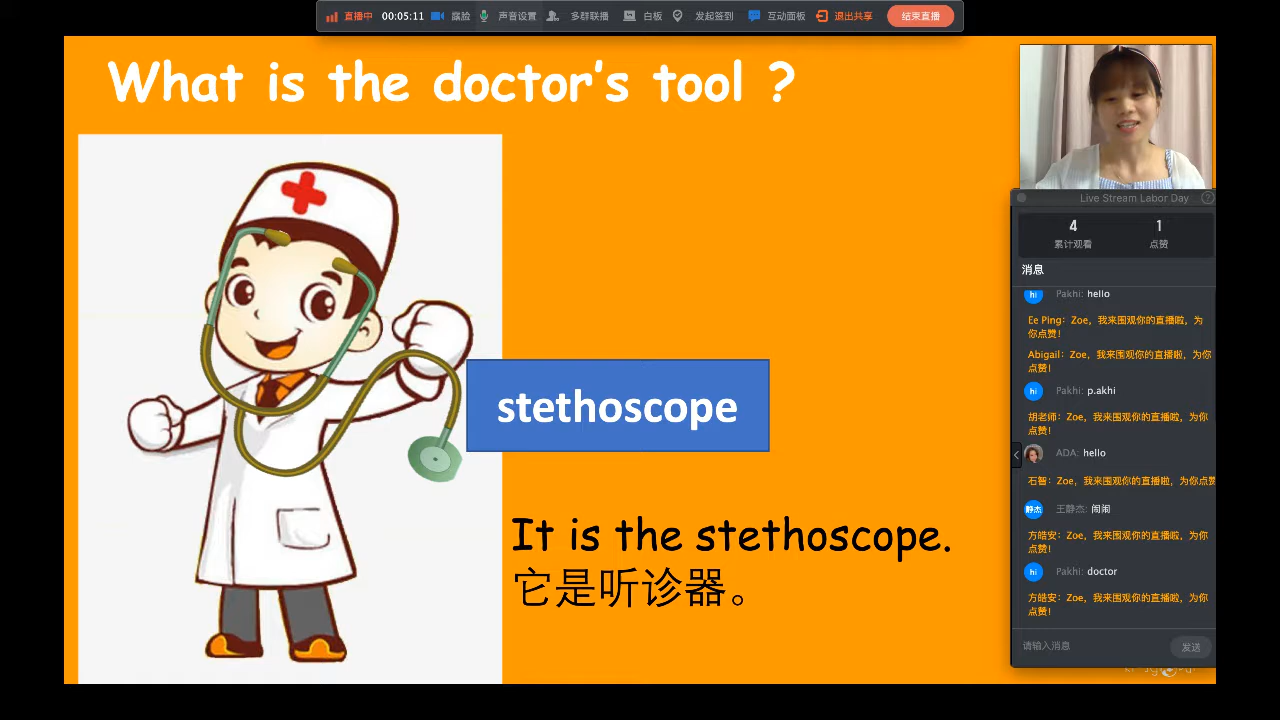 直播中 00:05:11 露脸 声音设置 多群联播 白板 发起签到 互动面板 退出共享 结束直播
What is the doctor's tool ?
stethoscope
It is the stethoscope.
它是听诊器。
Live Stream Labor Day ?
4 1
累计观看 点赞
消息
hi Pakhi: hello
Ee Ping: Zoe，我来围观你的直播啦，为
你点赞！
Abigail: Zoe，我来围观你的直播啦，为你
点赞！
hi Pakhi: p.akhi
胡老师: Zoe，我来围观你的直播啦，为你
点赞！
ADA: hello
石智: Zoe，我来围观你的直播啦，为你点赞
静杰 王静杰: 闹闹
方皓安: Zoe，我来围观你的直播啦，为你
点赞！
hi Pakhi: doctor
方皓安: Zoe，我来围观你的直播啦，为你
点赞！
请输入消息 发送